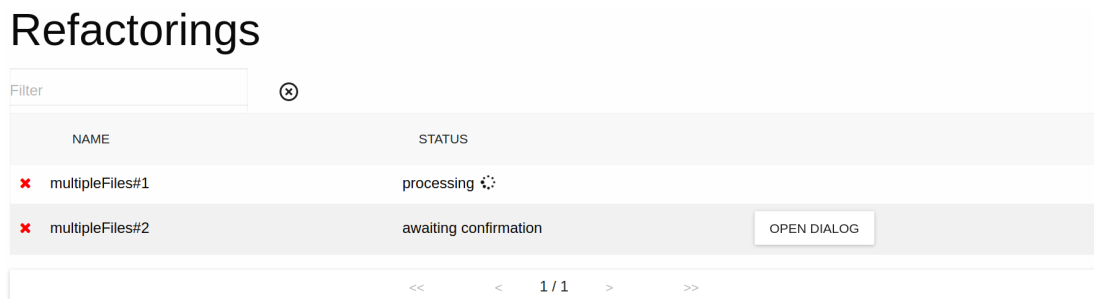 Refactorings
Filter
NAME STATUS
multipleFiles#1 processing
multipleFiles#2 awaiting confirmation OPEN DIALOG
<< < 1 / 1 > >>